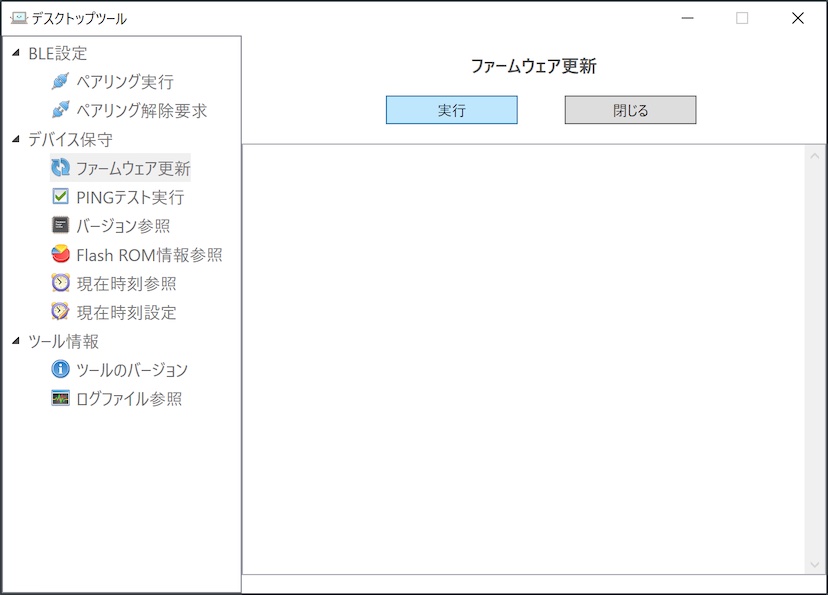 デスクトップツール
BLE設定
ペアリング実行
ペアリング解除要求
デバイス保守
ファームウェア更新
PINGテスト実行
バージョン参照
Flash ROM情報参照
現在時刻参照
現在時刻設定
ツール情報
ツールのバージョン
ログファイル参照
ファームウェア更新
実行
閉じる